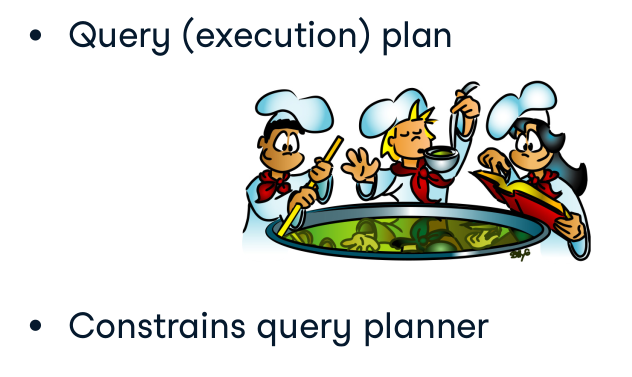 • Query (execution) plan
• Constrains query planner